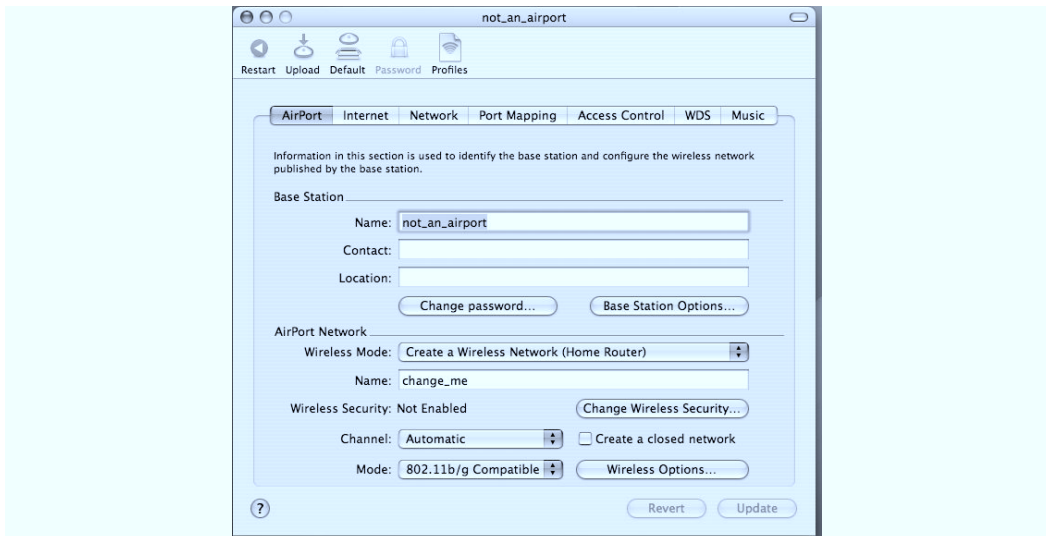 not_an_airport
Restart Upload Default Password Profiles
AirPort Internet Network Port Mapping Access Control WDS Music
Information in this section is used to identify the base station and configure the wireless network
published by the base station.
Base Station
Name: not_an_airport
Contact:
Location:
Change password... Base Station Options...
AirPort Network
Wireless Mode: Create a Wireless Network (Home Router)
Name: change_me
Wireless Security: Not Enabled Change Wireless Security...
Channel: Automatic Create a closed network
Mode: 802.11b/g Compatible Wireless Options...
? Revert Update